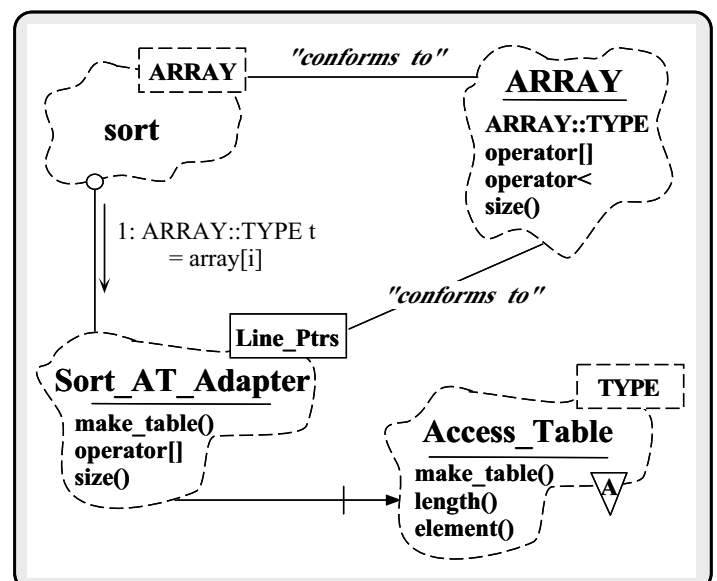 ARRAY
"conforms to"
sort
ARRAY
ARRAY::TYPE
operator[]
operator<
size()
1: ARRAY::TYPE t
= array[i]
"conforms to"
Line_Ptrs
Sort_AT_Adapter
make_table()
operator[]
size()
TYPE
Access_Table
make_table()
length()
element()
A